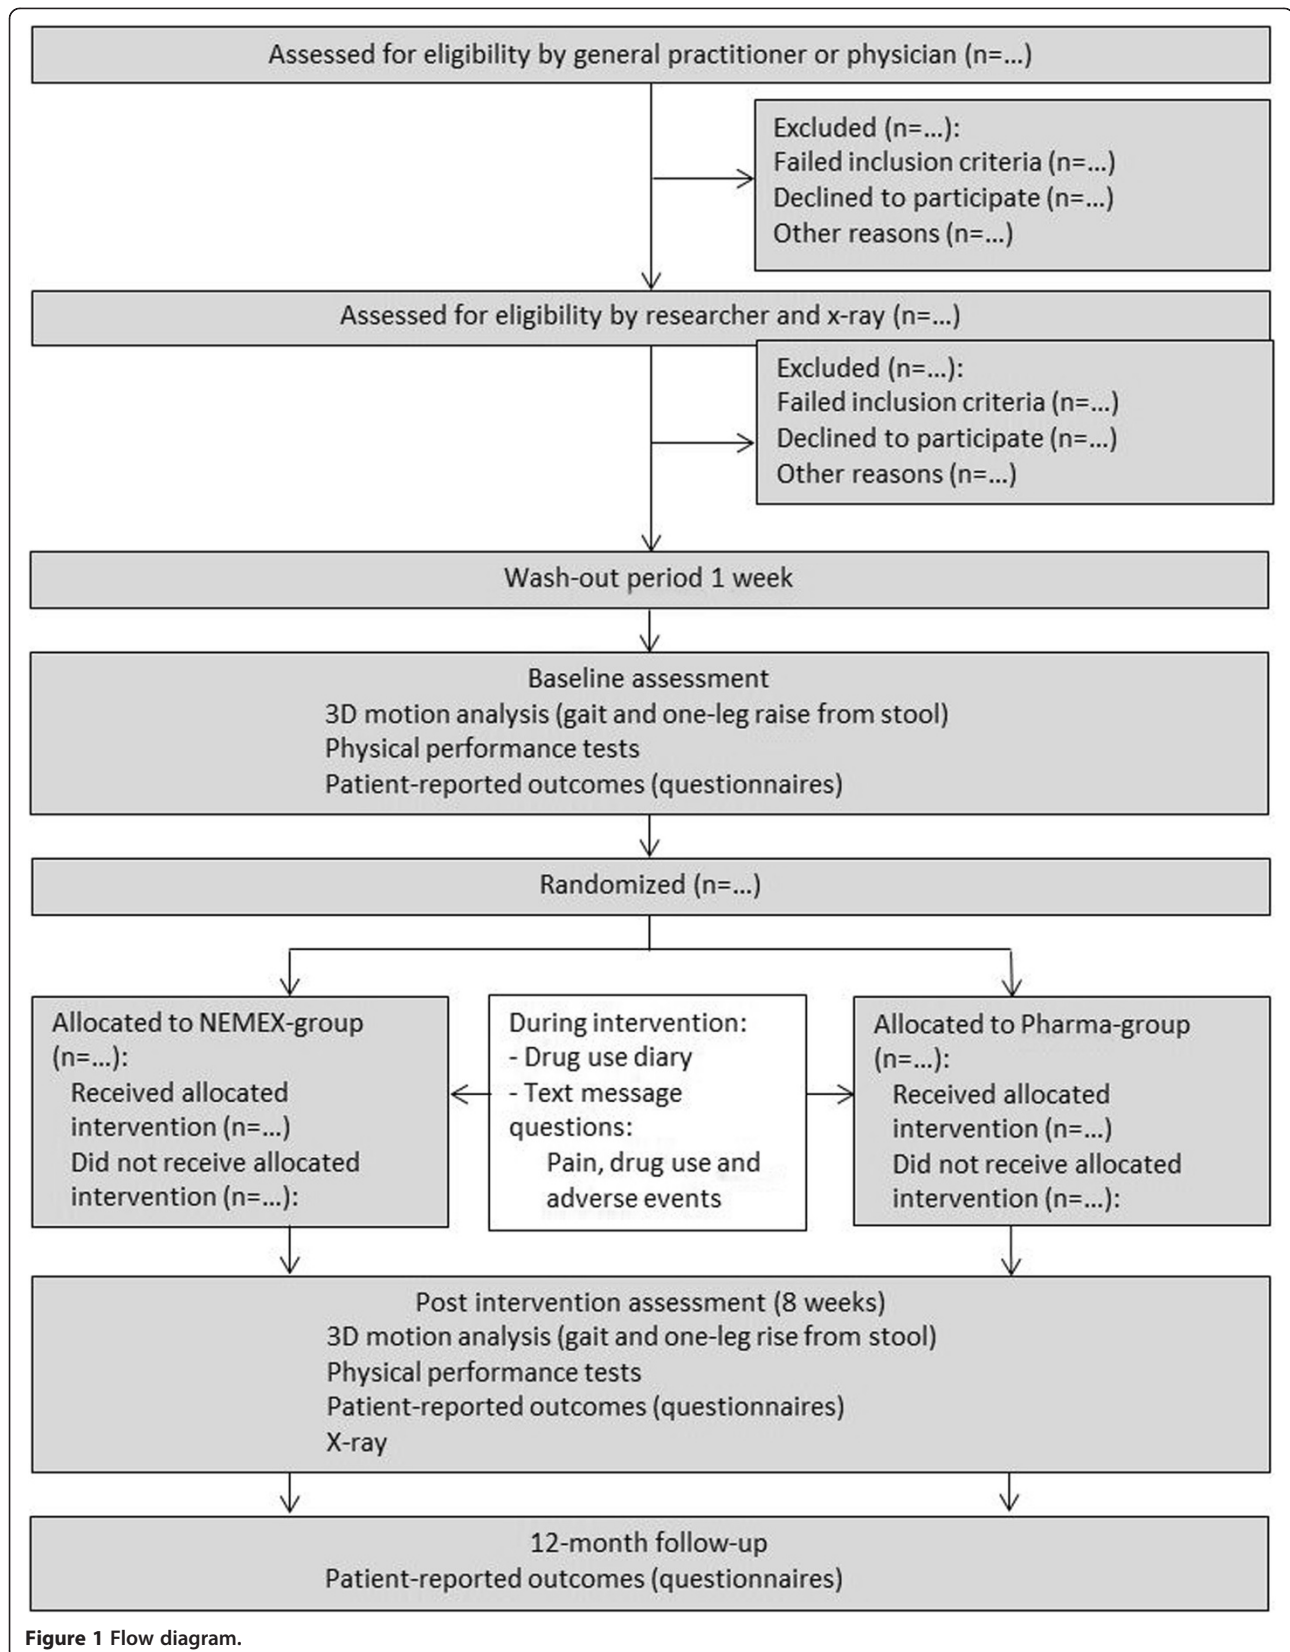 Assessed for eligibility by general practitioner or physician (n=...)
Excluded (n=...):
Failed inclusion criteria (n=...)
Declined to participate (n=...)
Other reasons (n=...)
Assessed for eligibility by researcher and x-ray (n=...)
Excluded (n=...):
Failed inclusion criteria (n=...)
Declined to participate (n=...)
Other reasons (n=...)
Wash-out period 1 week
Baseline assessment
3D motion analysis (gait and one-leg raise from stool)
Physical performance tests
Patient-reported outcomes (questionnaires)
Randomized (n=...)
Allocated to NEMEX-group
(n=...):
Received allocated
intervention (n=...)
Did not receive allocated
intervention (n=...):
During intervention:
- Drug use diary
- Text message
questions:
Pain, drug use and
adverse events
Allocated to Pharma-group
(n=...):
Received allocated
intervention (n=...)
Did not receive allocated
intervention (n=...):
Post intervention assessment (8 weeks)
3D motion analysis (gait and one-leg rise from stool)
Physical performance tests
Patient-reported outcomes (questionnaires)
X-ray
12-month follow-up
Patient-reported outcomes (questionnaires)
Figure 1 Flow diagram.